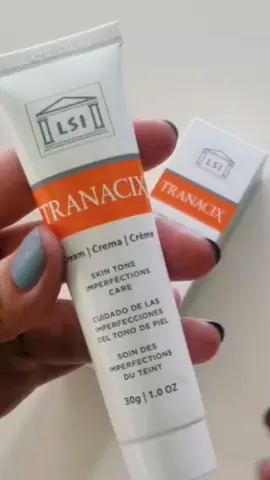 LSI
TRANACIX
Cream | Crema | Crème
SKIN TONE
IMPERFECTIONS
CARE
CUIDADO DE LAS
IMPERFECCIONES
DEL TONO DE PIEL
SOIN DES
IMPERFECTIONS
DU TEINT
30g | 1.0 OZ
LSI
TRANACIX